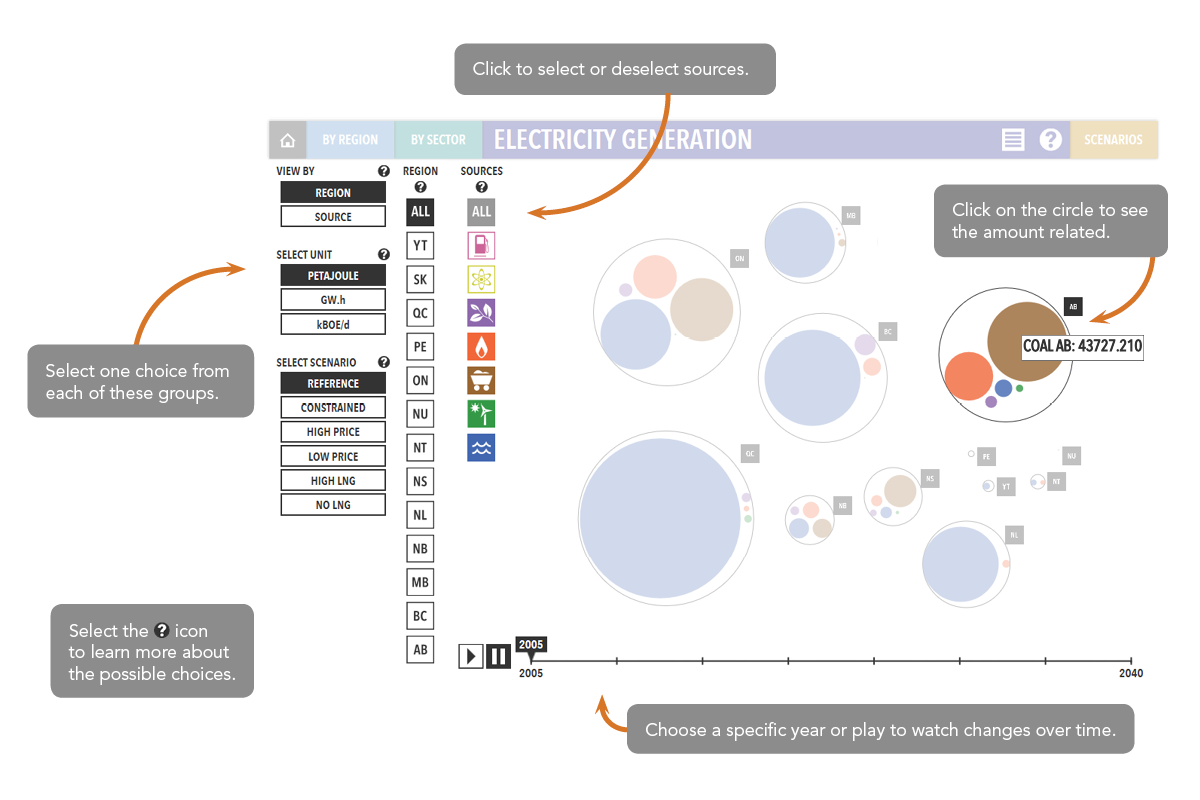 Click to select or deselect sources.
BY REGION
BY SECTOR
ELECTRICITY GENERATION
?
SCENARIOS
VIEW BY ?
REGION
SOURCE
SELECT UNIT ?
PETAJOULE
GW.h
kBOE/d
SELECT SCENARIO ?
REFERENCE
CONSTRAINED
HIGH PRICE
LOW PRICE
HIGH LNG
NO LNG
REGION
?
ALL
YT
SK
QC
PE
ON
NU
NT
NS
NL
NB
MB
BC
AB
SOURCES
?
ALL
Click on the circle to see
the amount related.
MB
ON
AB
BC
COAL AB: 43727.210
QC
PE
NU
NS
YT
NT
NB
NL
Select one choice from
each of these groups.
Select the ? icon
to learn more about
the possible choices.
2005
2005
2040
Choose a specific year or play to watch changes over time.